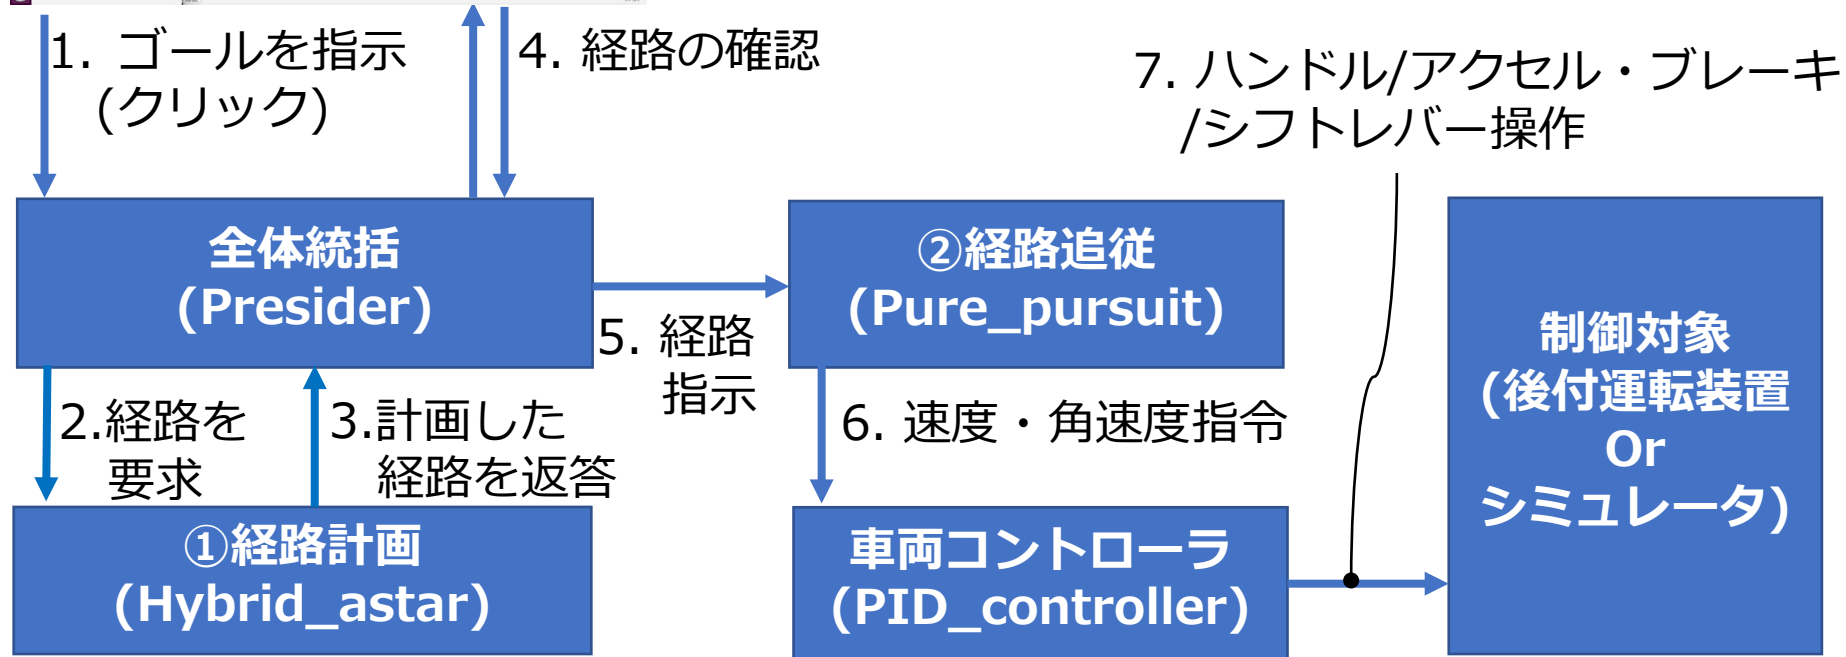 1. ゴールを指示
(クリック)
4. 経路の確認
7. ハンドル/アクセル・ブレーキ
/シフトレバー操作
全体統括
(Presider)
②経路追従
(Pure_pursuit)
5. 経路
指示
2.経路を
要求
3.計画した
経路を返答
6. 速度・角速度指令
①経路計画
(Hybrid_astar)
車両コントローラ
(PID_controller)
制御対象
(後付運転装置
Or
シミュレータ)